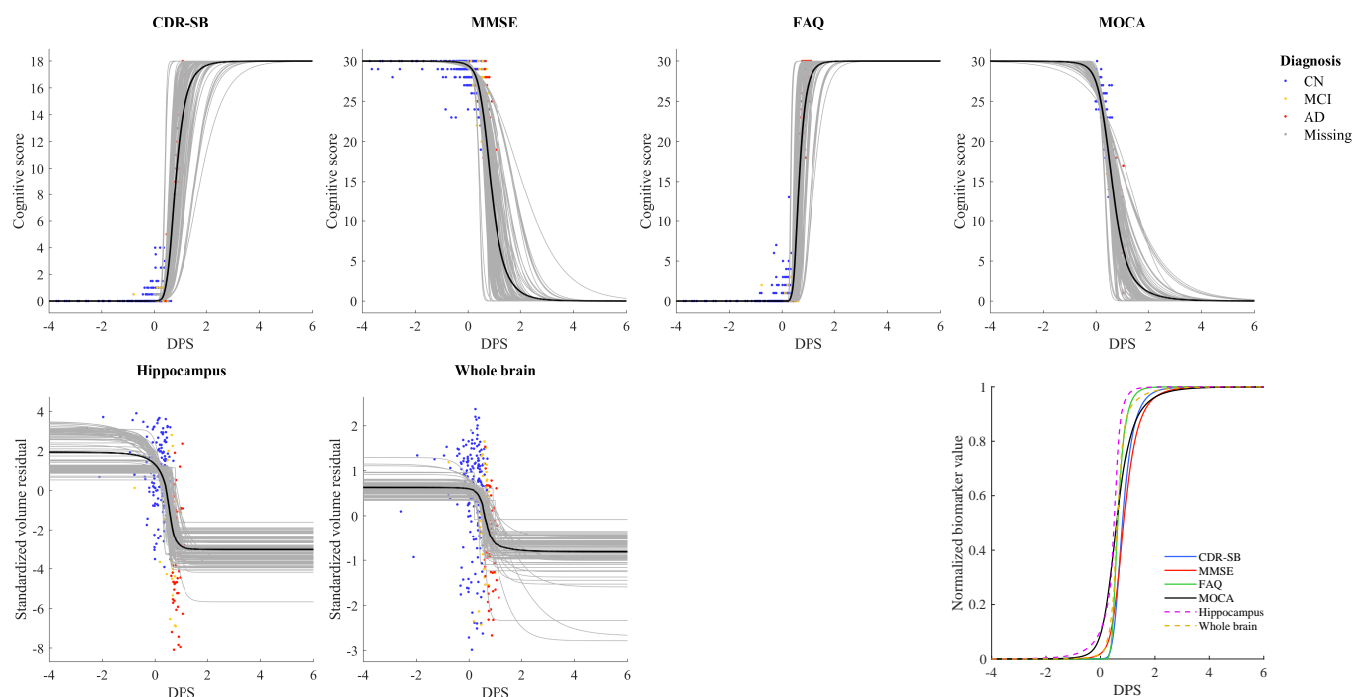 CDR-SB
MMSE
FAQ
MOCA
Cognitive score
18
16
14
12
10
8
6
4
2
0
-4 -2 0 2 4 6
DPS
Cognitive score
30
25
20
15
10
5
0
-4 -2 0 2 4 6
DPS
Cognitive score
30
25
20
15
10
5
0
-4 -2 0 2 4 6
DPS
Cognitive score
30
25
20
15
10
5
0
-4 -2 0 2 4 6
DPS
Diagnosis
CN
MCI
AD
Missing
Hippocampus
Standardized volume residual
4
2
0
-2
-4
-6
-8
-4 -2 0 2 4 6
DPS
Whole brain
Standardized volume residual
2
1
0
-1
-2
-3
-4 -2 0 2 4 6
DPS
Normalized biomarker value
1
0.8
0.6
0.4
0.2
0
-4 -2 0 2 4 6
DPS
CDR-SB
MMSE
FAQ
MOCA
Hippocampus
Whole brain